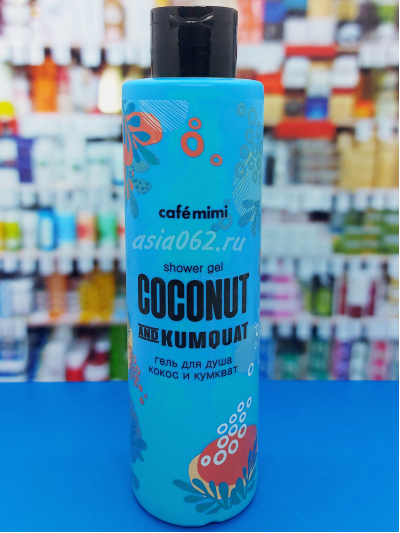 café mimi
asia062.ru
shower gel
COCONUT
AND KUMQUAT
гель для душа
кокос и кумкват